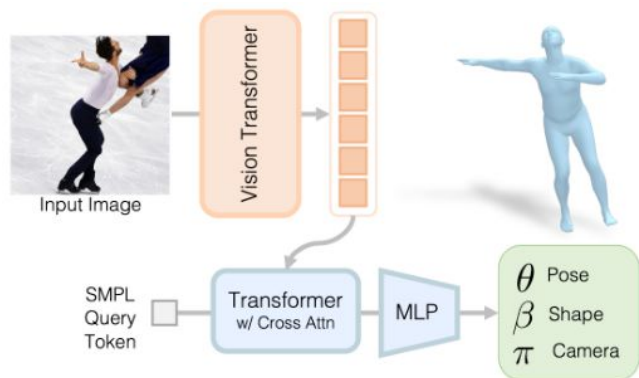 Input Image
Vision Transformer
SMPL
Query
Token
Transformer
w/ Cross Attn
MLP
θ Pose
β Shape
π Camera